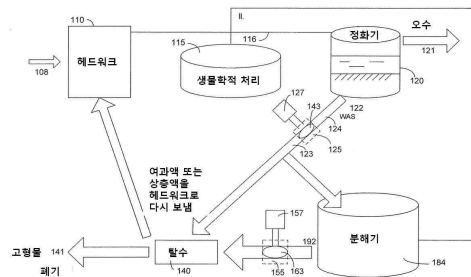 110
헤드워크
108
II.
115
116
생물학적 처리
정화기
오수
121
120
127
143
122
WAS
124
123
125
여과액 또는
상층액을
헤드워크로
다시 보냄
157
192
분해기
184
고형물
141
폐기
탈수
140
155
163